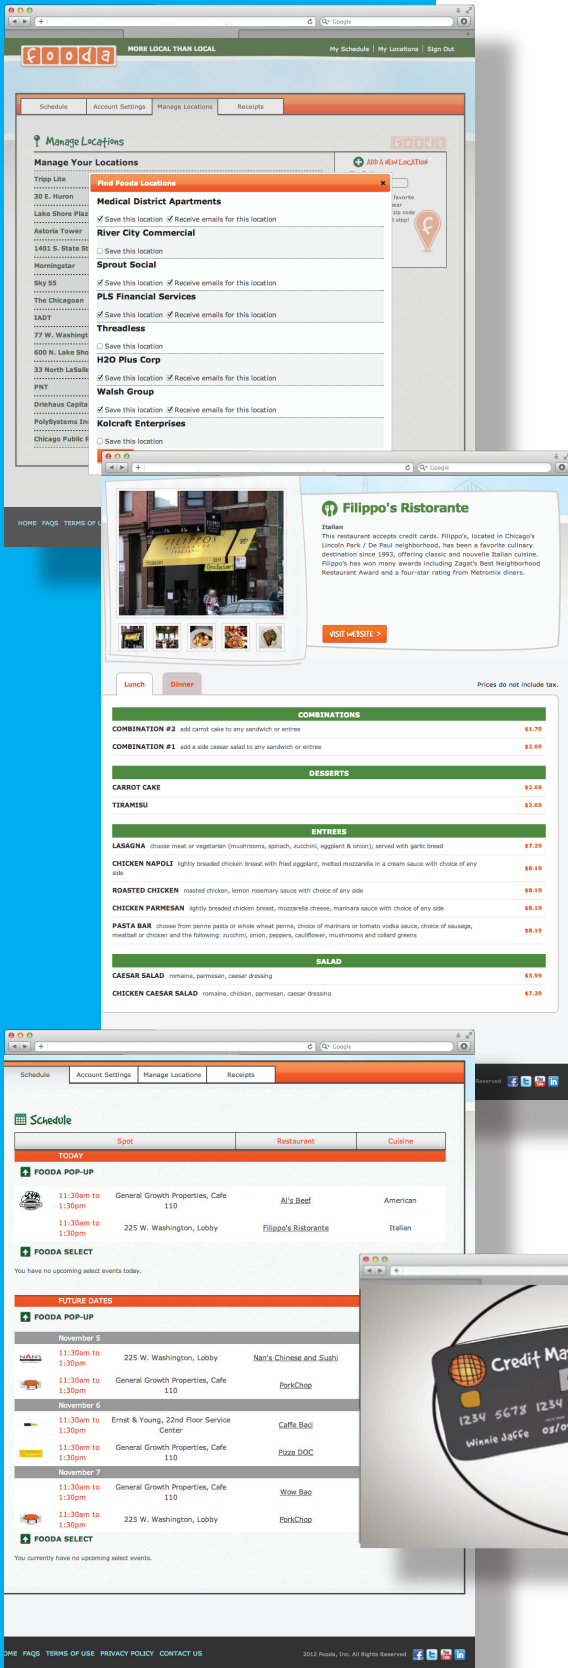 Google
fooda
MORE LOCAL THAN LOCAL
My Schedule | My Locations | Sign Out
Schedule
Account Settings
Manage Locations
Receipts
Manage Locations
fooda
Manage Your Locations
ADD A NEW LOCATION
Tripp Lite
30 E. Huron
Lake Shore Plaz
Astoria Tower
1401 S. State St
Morningstar
Sky 55
The Chicagoan
IADT
77 W. Washingt
600 N. Lake Sho
33 North LaSalle
PNT
Driehaus Capita
PolySystems Inc
Chicago Public R
favorite
zip code
t stop!
Find Fooda Locations
Medical District Apartments
Save this location Receive emails for this location
River City Commercial
Save this location
Sprout Social
Save this location Receive emails for this location
PLS Financial Services
Save this location Receive emails for this location
Threadless
Save this location
H2O Plus Corp
Save this location Receive emails for this location
Walsh Group
Save this location Receive emails for this location
Kolcraft Enterprises
Save this location
HOME FAQS TERMS OF U
Google
FILIPPO'S
Filippo's Ristorante
Italian
This restaurant accepts credit cards. Filippo's, located in Chicago's
Lincoln Park / De Paul neighborhood, has been a favorite culinary
destination since 1993, offering classic and nouvelle Italian cuisine.
Filippo's has won many awards including Zagat's Best Neighborhood
Restaurant Award and a four-star rating from Metromix diners.
VISIT WEBSITE >
Lunch
Dinner
Prices do not include tax.
COMBINATIONS
COMBINATION #2 add carrot cake to any sandwich or entree $1.79
COMBINATION #1 add a side caesar salad to any sandwich or entree $2.69
DESSERTS
CARROT CAKE $3.69
TIRAMISU $2.69
ENTREES
LASAGNA choose meat or vegetarian (mushrooms, spinach, zucchini, eggplant & onion); served with garlic bread $7.29
CHICKEN NAPOLI lightly breaded chicken breast with fried eggplant, melted mozzarella in a cream sauce with choice of any
side $8.19
ROASTED CHICKEN roasted chicken, lemon rosemary sauce with choice of any side $8.19
CHICKEN PARMESAN lightly breaded chicken breast, mozzarella cheese, marinara sauce with choice of any side $8.19
PASTA BAR choose from penne pasta or whole wheat penne, choice of marinara or tomato vodka sauce, choice of sausage,
meatball or chicken and the following: zucchini, onion, peppers, cauliflower, mushrooms and collard greens $8.19
SALAD
CAESAR SALAD romaine, parmesan, caesar dressing $3.59
CHICKEN CAESAR SALAD romaine, chicken, parmesan, caesar dressing $7.29
Reserved
Google
Schedule
Account Settings
Manage Locations
Receipts
Schedule
Spot
Restaurant
Cuisine
TODAY
FOODA POP-UP
11:30am to
1:30pm
General Growth Properties, Cafe
110
Al's Beef
American
11:30am to
1:30pm
225 W. Washington, Lobby
Filippo's Ristorante
Italian
FOODA SELECT
You have no upcoming select events today.
FUTURE DATES
FOODA POP-UP
November 5
NAN'S
11:30am to
1:30pm
225 W. Washington, Lobby
Nan's Chinese and Sushi
11:30am to
1:30pm
General Growth Properties, Cafe
110
PorkChop
November 6
11:30am to
1:30pm
Ernst & Young, 22nd Floor Service
Center
Caffe Baci
11:30am to
1:30pm
General Growth Properties, Cafe
110
Pizza DOC
November 7
11:30am to
1:30pm
General Growth Properties, Cafe
110
Wow Bao
11:30am to
1:30pm
225 W. Washington, Lobby
PorkChop
FOODA SELECT
You currently have no upcoming select events.
Credit Ma
1234 5678 1234
Winnie Jaffe
OME FAQS TERMS OF USE PRIVACY POLICY CONTACT US
2012 Fooda, Inc. All Rights Reserved